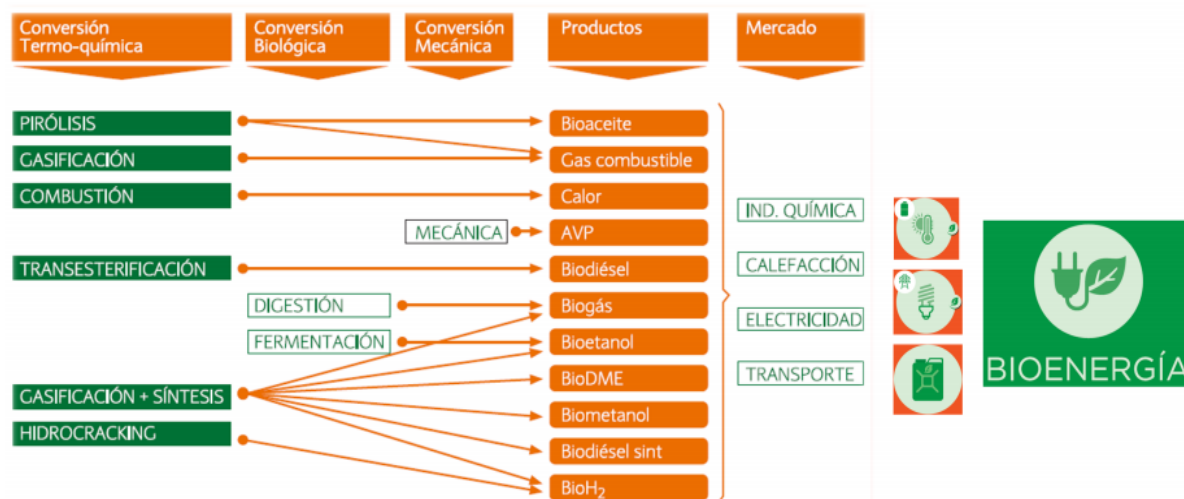 Conversión
Termo-química
Conversión
Biológica
Conversión
Mecánica
Productos
Mercado
PIRÓLISIS
GASIFICACIÓN
COMBUSTIÓN
TRANSESTERIFICACIÓN
GASIFICACIÓN + SÍNTESIS
HIDROCRACKING
DIGESTIÓN
FERMENTACIÓN
MECÁNICA
Bioaceite
Gas combustible
Calor
AVP
Biodiésel
Biogás
Bioetanol
BioDME
Biometanol
Biodiésel sint
BioH₂
IND. QUÍMICA
CALEFACCIÓN
ELECTRICIDAD
TRANSPORTE
BIOENERGÍA